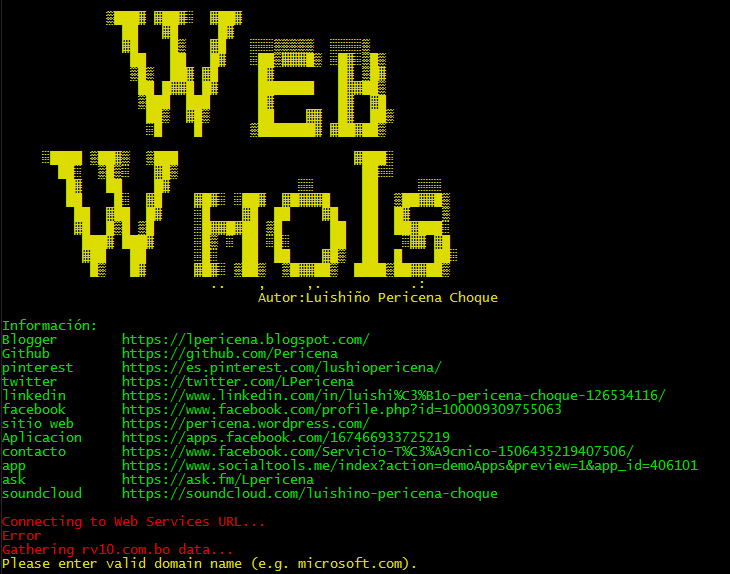 Web
Whois
Autor:Luishiño Pericena Choque
Información:
Blogger https://lpericena.blogspot.com/
Github https://github.com/Pericena
pinterest https://es.pinterest.com/lushiopericena/
twitter https://twitter.com/LPericena
linkedin https://www.linkedin.com/in/luishi%C3%B1o-pericena-choque-126534116/
facebook https://www.facebook.com/profile.php?id=100009309755063
sitio web https://pericena.wordpress.com/
Aplicacion https://apps.facebook.com/167466933725219
contacto https://www.facebook.com/Servicio-T%C3%A9cnico-1506435219407506/
app https://www.socialtools.me/index?action=demoApps&preview=1&app_id=406101
ask https://ask.fm/Lpericena
soundcloud https://soundcloud.com/luishino-pericena-choque
Connecting to Web Services URL...
Error
Gathering rv10.com.bo data...
Please enter valid domain name (e.g. microsoft.com).